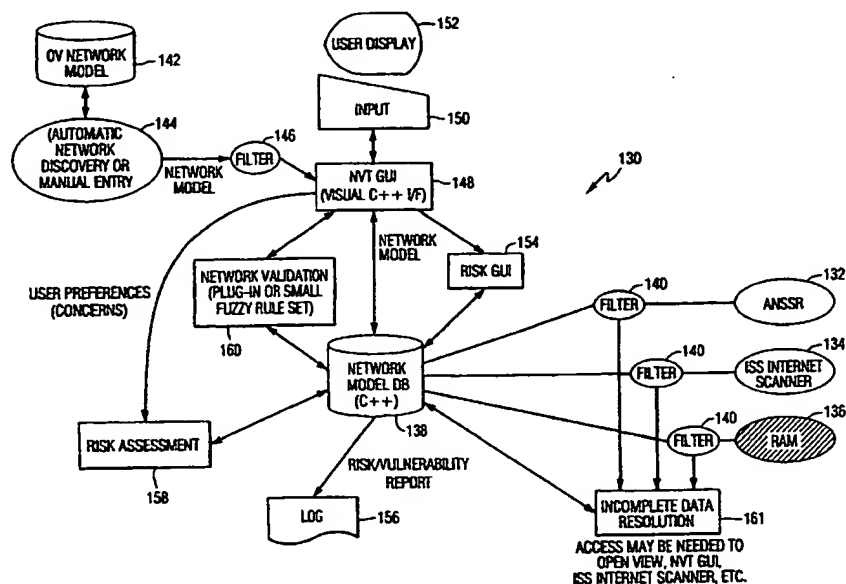 152
USER DISPLAY
OV NETWORK
MODEL
142
INPUT
150
144
(AUTOMATIC
NETWORK
DISCOVERY OR
MANUAL ENTRY
146
FILTER
NETWORK
MODEL
NVT GUI
(VISUAL C++ I/F)
148
130
NETWORK
MODEL
154
RISK GUI
USER PREFERENCES
(CONCERNS)
NETWORK VALIDATION
(PLUG-IN OR SMALL
FUZZY RULE SET)
160
140
FILTER
132
ANSSR
140
FILTER
134
ISS INTERNET
SCANNER
NETWORK
MODEL DB
(C++)
138
140
FILTER
136
RAM
RISK ASSESSMENT
158
RISK/VULNERABILITY
REPORT
LOG
156
INCOMPLETE DATA
RESOLUTION
161
ACCESS MAY BE NEEDED TO
OPEN VIEW, NVT GUI,
ISS INTERNET SCANNER, ETC.